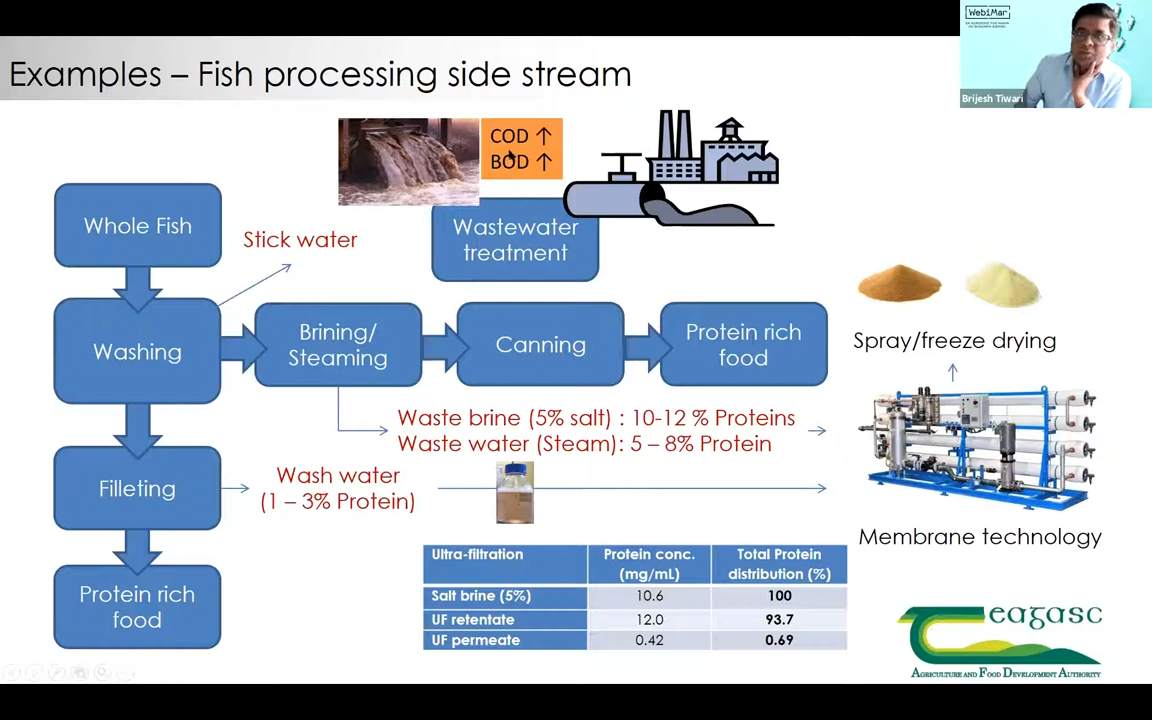 WebiMar
Brijesh Tiwari
Examples – Fish processing side stream
COD ↑
BOD ↑
Whole Fish
Stick water
Wastewater
treatment
Washing
Brining/
Steaming
Canning
Protein rich
food
Spray/freeze drying
Waste brine (5% salt) : 10-12 % Proteins
Waste water (Steam): 5 – 8% Protein
Filleting
Wash water
(1 – 3% Protein)
Membrane technology
Protein rich
food
Ultra-filtration
Protein conc.
(mg/mL)
Total Protein
distribution (%)
Salt brine (5%)
10.6
100
UF retentate
12.0
93.7
UF permeate
0.42
0.69
eagasc
AGRICULTURE AND FOOD DEVELOPMENT AUTHORITY